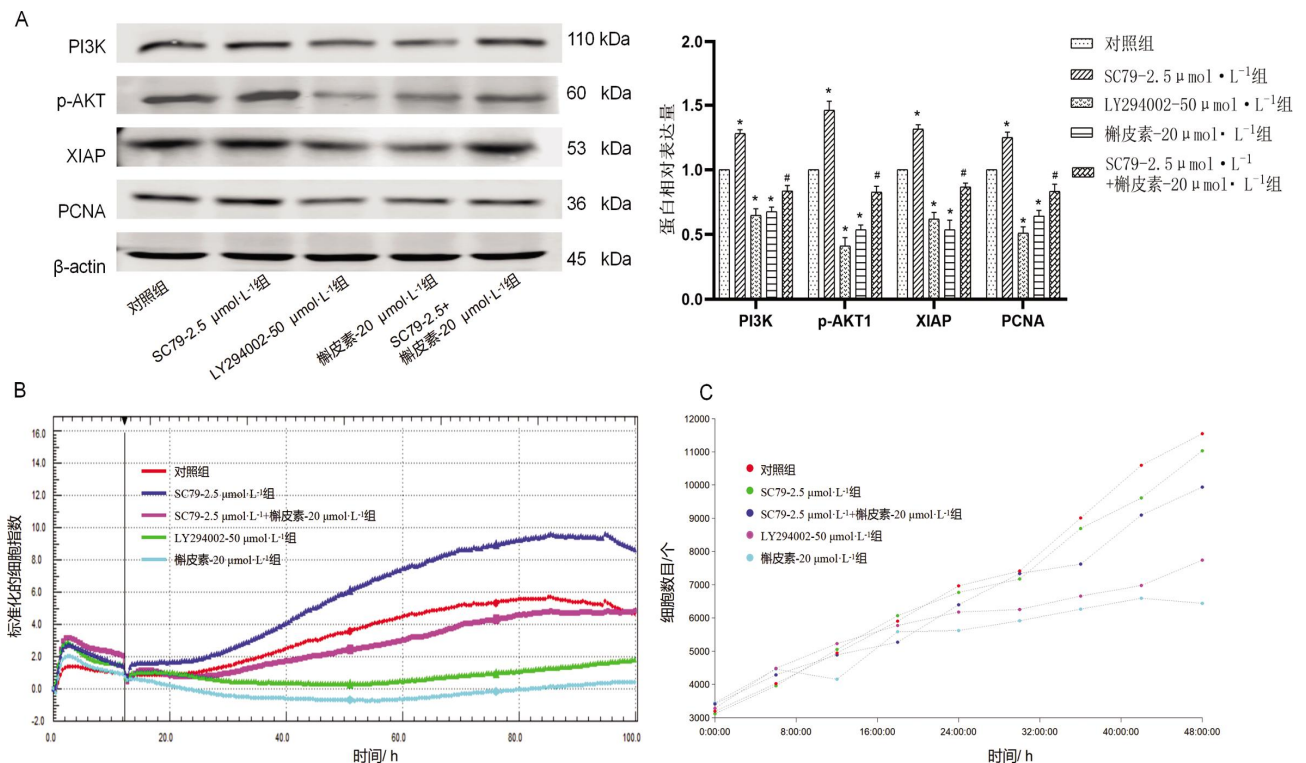 A
PI3K
110 kDa
p-AKT
60 kDa
XIAP
53 kDa
PCNA
36 kDa
β-actin
45 kDa
对照组
SC79-2.5 μmol·L⁻¹组
LY294002-50 μmol·L⁻¹组
槲皮素-20 μmol·L⁻¹组
SC79-2.5+
槲皮素-20 μmol·L⁻¹组
蛋白相对表达量
2.0
1.5
1.0
0.5
0.0
* * * *
* * # * * # * * # * * #
PI3K p-AKT1 XIAP PCNA
对照组
SC79-2.5μmol·L⁻¹组
LY294002-50μmol·L⁻¹组
槲皮素-20μmol·L⁻¹组
SC79-2.5μmol·L⁻¹
+槲皮素-20μmol·L⁻¹组
B
标准化的细胞指数
16.0
14.0
12.0
10.0
8.0
6.0
4.0
2.0
0.0
-2.0
对照组
SC79-2.5 μmol·L⁻¹组
SC79-2.5 μmol·L⁻¹+槲皮素-20 μmol·L⁻¹组
LY294002-50 μmol·L⁻¹组
槲皮素-20 μmol·L⁻¹组
0.0 20.0 40.0 60.0 80.0 100.0
时间/ h
C
细胞数目/个
12000
11000
10000
9000
8000
7000
6000
5000
4000
3000
对照组
SC79-2.5 μmol·L⁻¹组
SC79-2.5 μmol·L⁻¹+槲皮素-20 μmol·L⁻¹组
LY294002-50 μmol·L⁻¹组
槲皮素-20 μmol·L⁻¹组
0:00:00 8:00:00 16:00:00 24:00:00 32:00:00 40:00:00 48:00:00
时间/ h